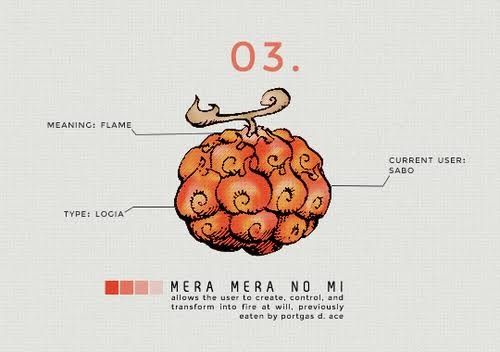 03.
MEANING: FLAME
CURRENT USER:
SABO
TYPE: LOGIA
MERA MERA NO MI
allows the user to create, control, and
transform into fire at will, previously
eaten by portgas d. ace